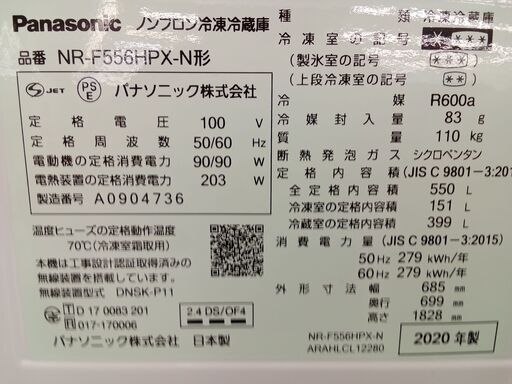 Panasonic ノンフロン冷凍冷蔵庫
品番 NR-F556HPX-N形
S JET PS E パナソニック株式会社
定格電圧 100 V
定格周波数 50/60 Hz
電動機の定格消費電力 90/90 W
電熱装置の定格消費電力 203 W
製造番号 A0904736
温度ヒューズの定格動作温度
70℃(冷凍室霜取用)
本機は工事設計認証取得済みの
無線装置を搭載しています。
無線装置型式 DNSK-P11
T D 17 0083 201
R 017-170006
2.4 DS/OF4
パナソニック株式会社 日本製
種類 冷凍冷蔵庫
冷凍室の記号 ****
(製氷室の記号 ***)
(上段冷凍室の記号 **)
冷媒 R600a
冷媒封入量 83 g
質量 110 kg
断熱発泡ガス シクロペンタン
定格内容積 (JIS C 9801-3:201
全定格内容積 550 L
冷凍室の定格内容積 151 L
冷蔵室の定格内容積 399 L
消費電力量 (JIS C 9801-3:2015)
50Hz 279 kWh/年
60Hz 279 kWh/年
外形寸法 幅 685 mm
奥行 699 mm
高さ 1828 mm
NR-F556HPX-N
ARAHLCL12280
2020年製